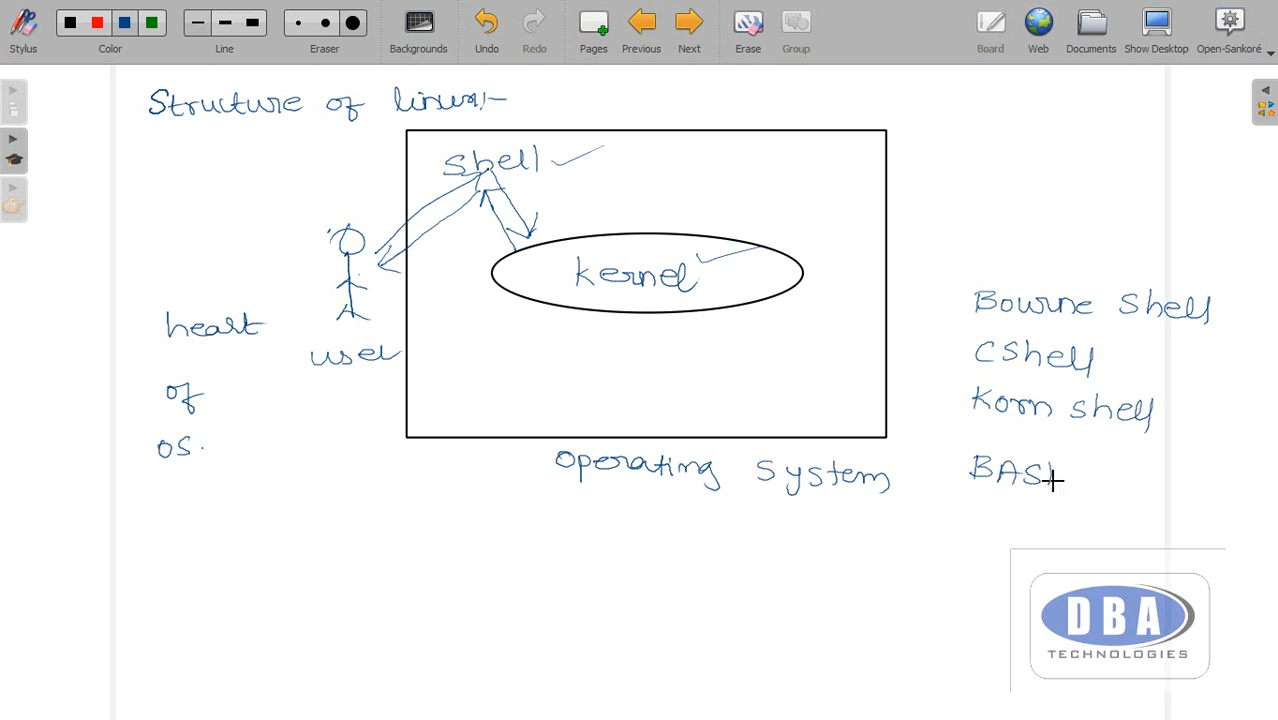 Stylus Color Line Eraser Backgrounds Undo Redo Pages Previous Next Erase Group Board Web Documents Show Desktop Open-Sankoré
Structure of linux:-
Shell
kernel
user
heart
of
OS.
Operating System
Bourne Shell
CShell
Korn Shell
BAS
DBA
TECHNOLOGIES